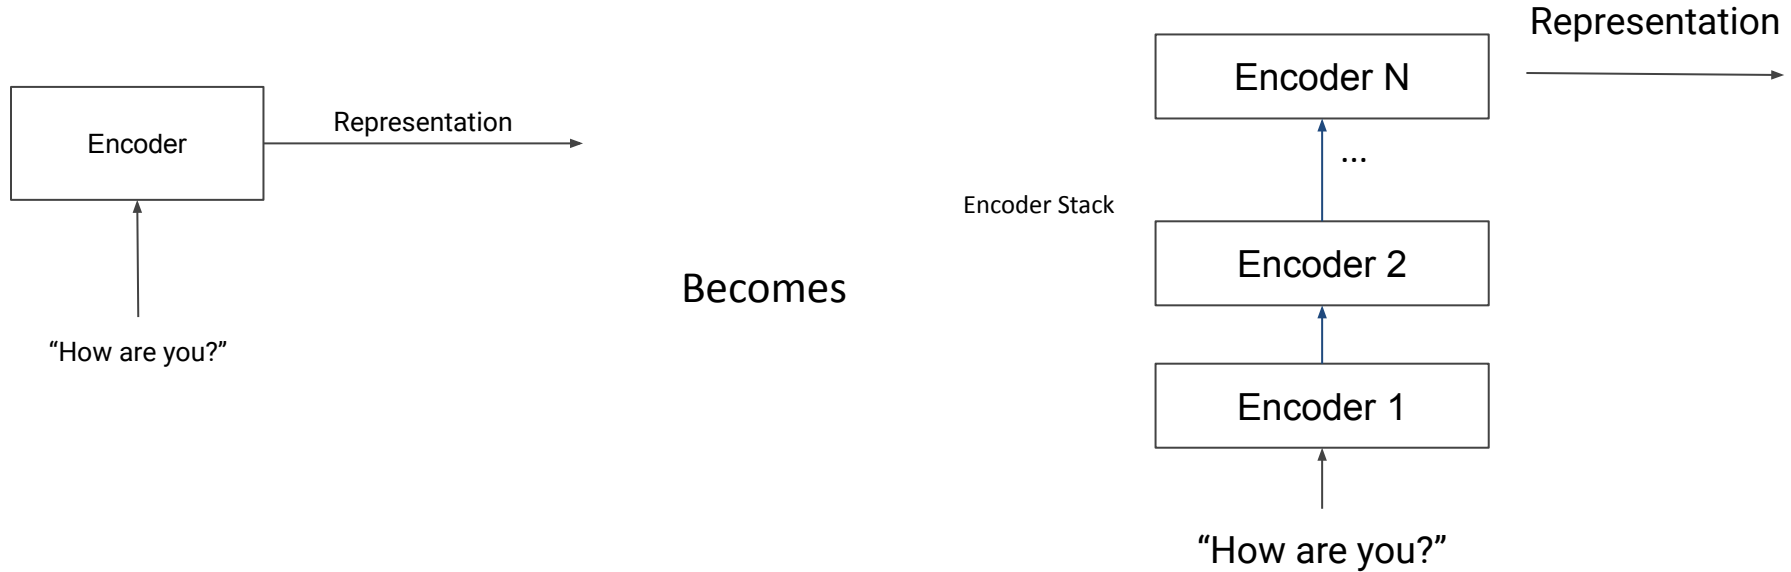 Encoder
Representation
“How are you?”
Becomes
Encoder Stack
Representation
Encoder N
...
Encoder 2
Encoder 1
“How are you?”